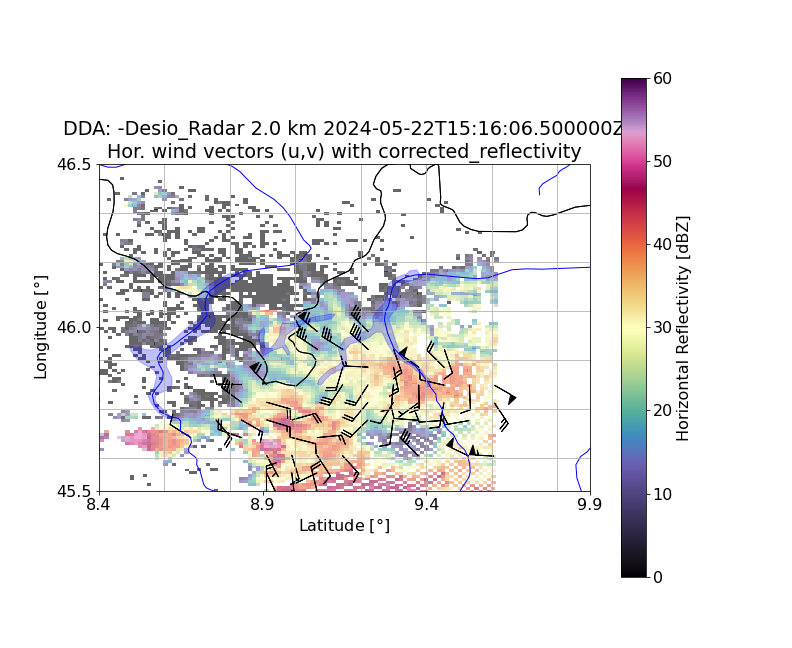 DDA: -Desio_Radar 2.0 km 2024-05-22T15:16:06.500000Z
Hor. wind vectors (u,v) with corrected_reflectivity
46.5
46.0
45.5
Longitude [°]
8.4
8.9
9.4
9.9
Latitude [°]
60
50
40
30
20
10
0
Horizontal Reflectivity [dBZ]